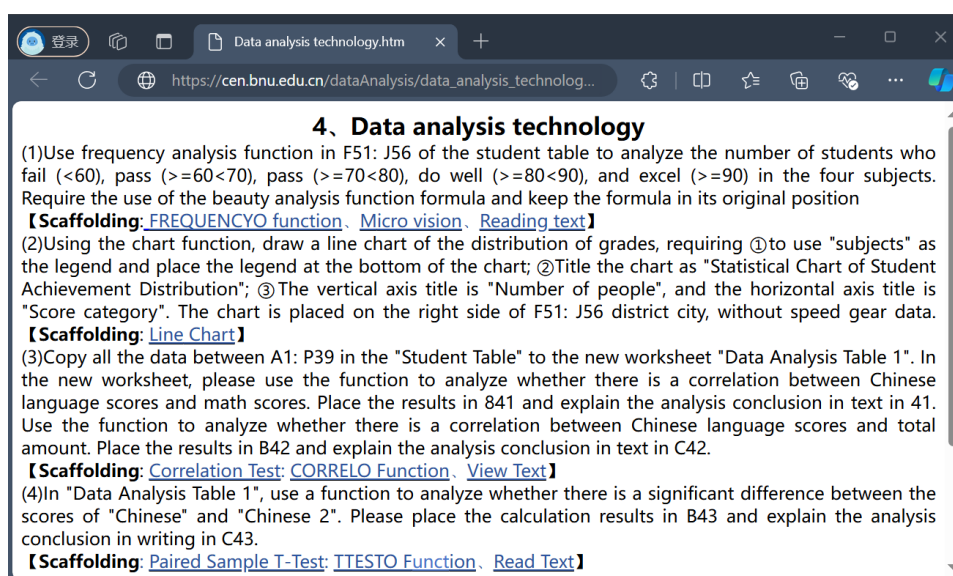 登录
Data analysis technology.htm
https://cen.bnu.edu.cn/dataAnalysis/data_analysis_technolog...
4、Data analysis technology
(1)Use frequency analysis function in F51: J56 of the student table to analyze the number of students who
fail (<60), pass (>=60<70), pass (>=70<80), do well (>=80<90), and excel (>=90) in the four subjects.
Require the use of the beauty analysis function formula and keep the formula in its original position
【Scaffolding: FREQUENCYO function、Micro vision、Reading text】
(2)Using the chart function, draw a line chart of the distribution of grades, requiring ①to use "subjects" as
the legend and place the legend at the bottom of the chart; ②Title the chart as "Statistical Chart of Student
Achievement Distribution"; ③The vertical axis title is "Number of people", and the horizontal axis title is
"Score category". The chart is placed on the right side of F51: J56 district city, without speed gear data.
【Scaffolding: Line Chart】
(3)Copy all the data between A1: P39 in the "Student Table" to the new worksheet "Data Analysis Table 1". In
the new worksheet, please use the function to analyze whether there is a correlation between Chinese
language scores and math scores. Place the results in 841 and explain the analysis conclusion in text in 41.
Use the function to analyze whether there is a correlation between Chinese language scores and total
amount. Place the results in B42 and explain the analysis conclusion in text in C42.
【Scaffolding: Correlation Test: CORRELO Function、View Text】
(4)In "Data Analysis Table 1", use a function to analyze whether there is a significant difference between the
scores of "Chinese" and "Chinese 2". Please place the calculation results in B43 and explain the analysis
conclusion in writing in C43.
【Scaffolding: Paired Sample T-Test: TTESTO Function、Read Text】